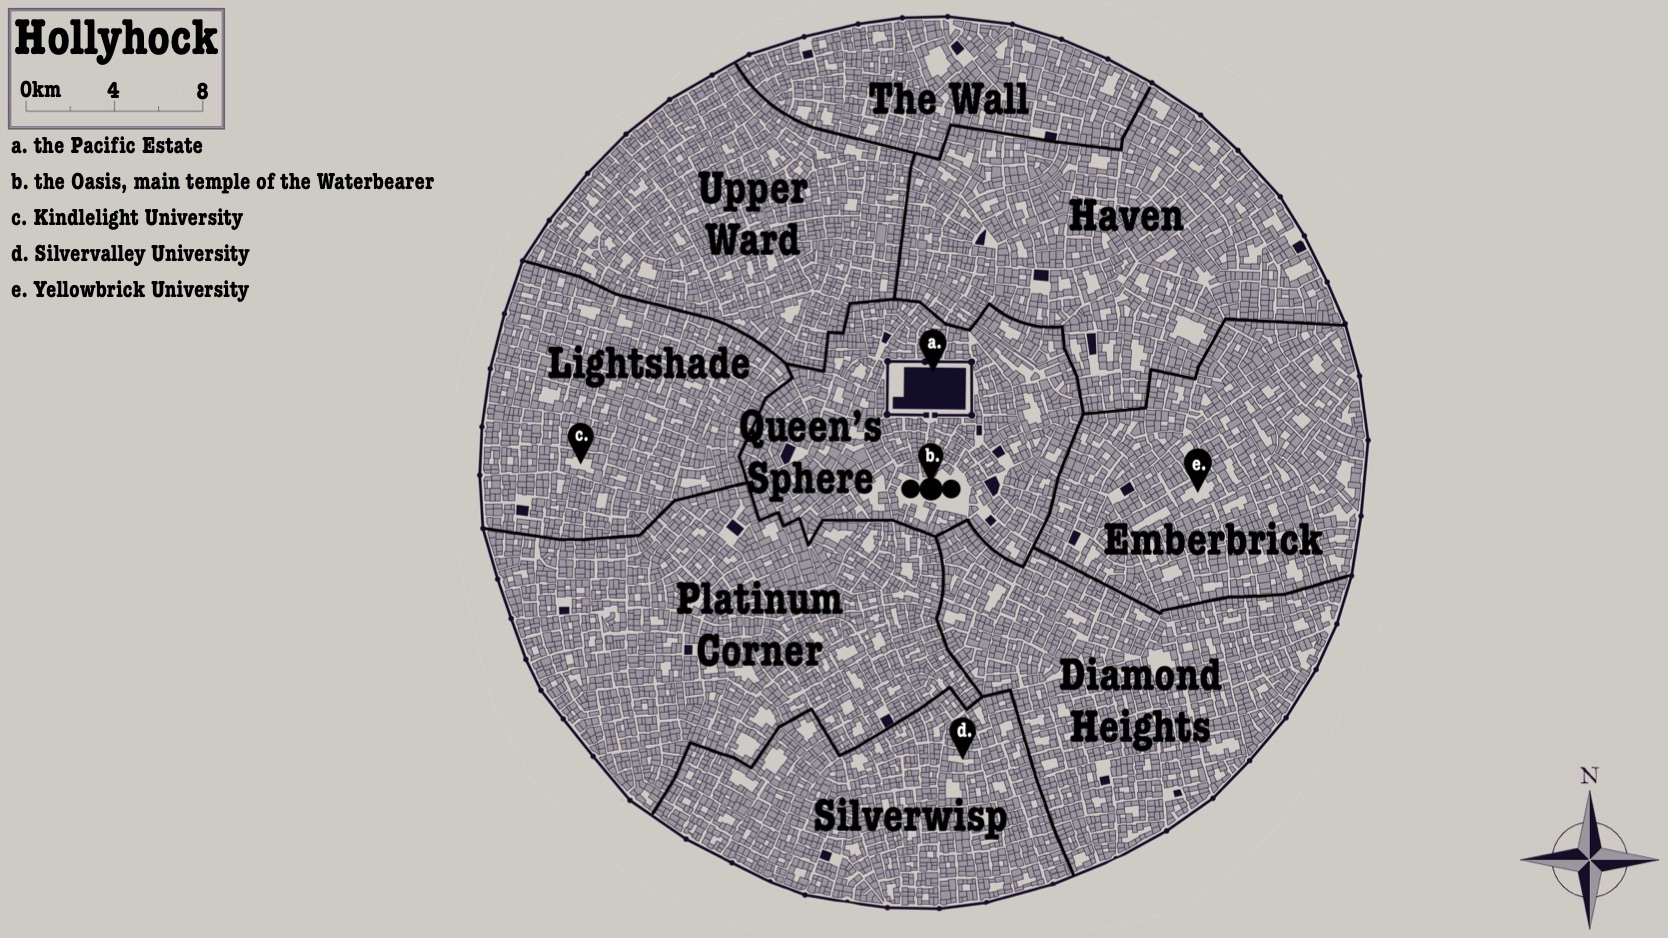 Hollyhock
0km 4 8
a. the Pacific Estate
b. the Oasis, main temple of the Waterbearer
c. Kindlelight University
d. Silvervalley University
e. Yellowbrick University
The Wall
Upper
Ward
Haven
a.
Lightshade
Queen's
Sphere
c.
b.
e.
Emberbrick
Platinum
Corner
Diamond
Heights
d.
Silverwisp
N